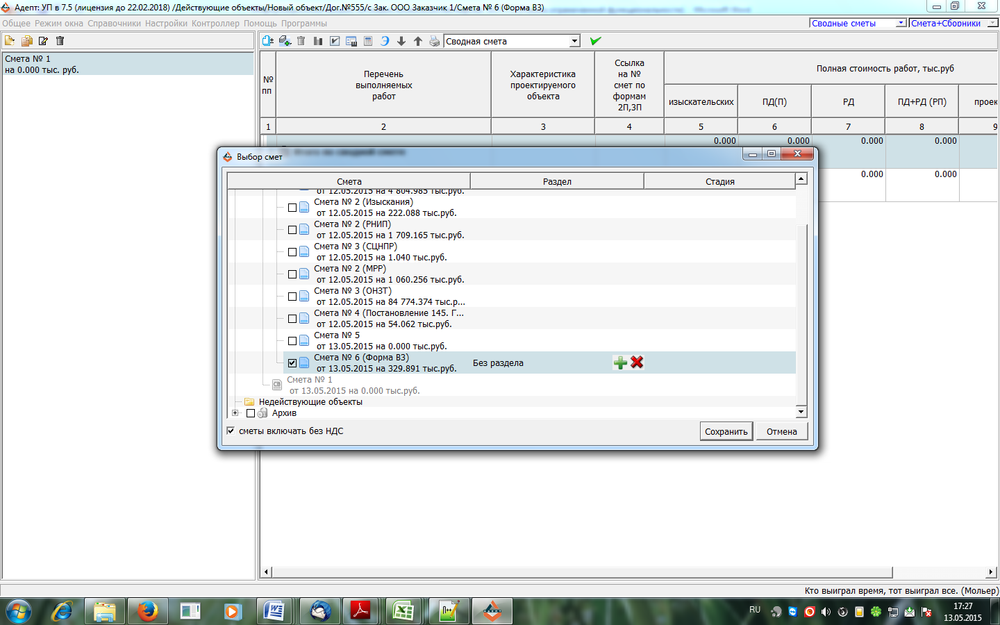 Адепт: УП в 7.5 (лицензия до 22.02.2018) /Действующие объекты/Новый объект/Дог.№555/с Зак. ООО Заказчик 1/Смета № 6 (Форма В3)
Общее Режим окна Справочники Настройки Контроллер Помощь Программы
Сводные сметы
Смета+Сборники
Сводная смета
Смета № 1
на 0.000 тыс. руб.
№
пп
Перечень
выполняемых
работ
Характеристика
проектируемого
объекта
Ссылка
на №
смет по
формам
2П,3П
Полная стоимость работ, тыс.руб
изыскательских
ПД(П)
РД
ПД+РД (РП)
проек
1 2 3 4 5 6 7 8 9
0.000 0.000 0.000 0.000
0.000 0.000
Выбор смет
Смета Раздел Стадия
от 12.05.2015 на 4 804.985 тыс.руб.
Смета № 2 (Изыскания)
от 12.05.2015 на 222.088 тыс.руб.
Смета № 2 (РНИП)
от 12.05.2015 на 1 709.165 тыс.руб.
Смета № 3 (СЦНПР)
от 12.05.2015 на 1.040 тыс.руб.
Смета № 2 (МРР)
от 12.05.2015 на 1 060.256 тыс.руб.
Смета № 3 (ОНЗТ)
от 12.05.2015 на 84 774.374 тыс.р...
Смета № 4 (Постановление 145. Г...
от 12.05.2015 на 54.062 тыс.руб.
Смета № 5
от 13.05.2015 на 0.000 тыс.руб.
Смета № 6 (Форма В3)
от 13.05.2015 на 329.891 тыс.руб.
Без раздела
СВ
Смета № 1
от 13.05.2015 на 0.000 тыс.руб.
Недействующие объекты
Архив
сметы включать без НДС
Сохранить
Отмена
Кто выиграл время, тот выиграл все. (Мольер)
RU
17:27
13.05.2015